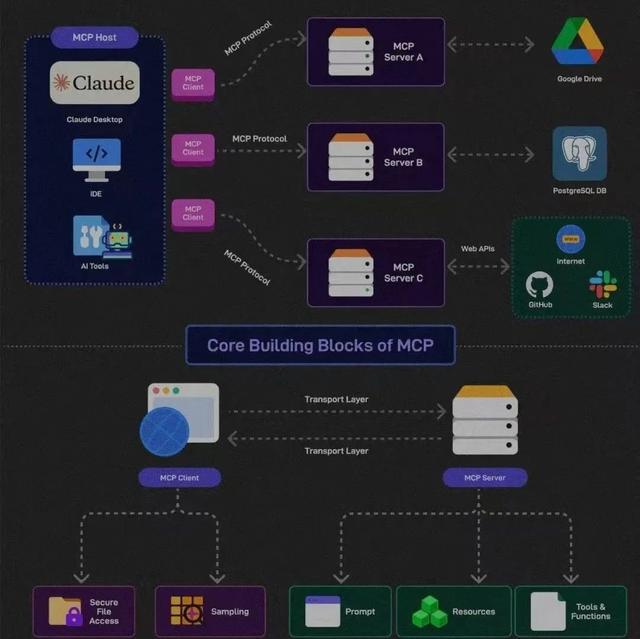 MCP Host
Claude
Claude Desktop
</>
IDE
AI Tools
MCP
Client
MCP
Client
MCP
Client
MCP Protocol
MCP Protocol
MCP Protocol
MCP
Server A
MCP
Server B
MCP
Server C
Google Drive
PostgreSQL DB
Web APIs
WWW
Internet
GitHub
Slack
Core Building Blocks of MCP
Transport Layer
Transport Layer
MCP Client
MCP Server
Secure
File
Access
Sampling
Prompt
Resources
Tools &
Functions